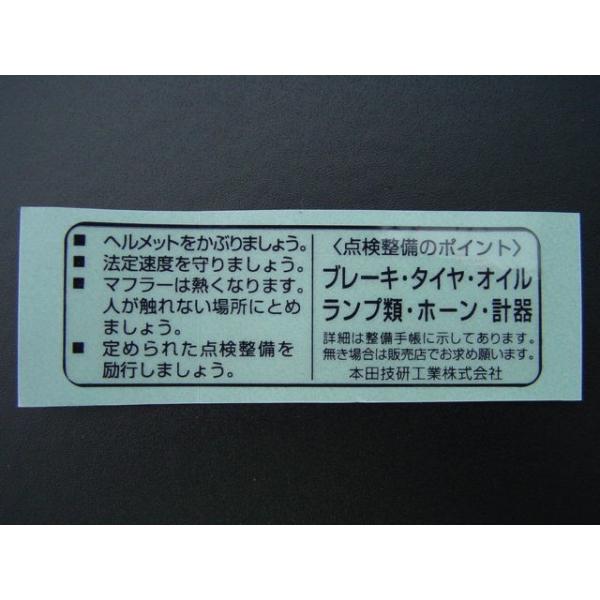 ■ ヘルメットをかぶりましょう。
■ 法定速度を守りましょう。
■ マフラーは熱くなります。
人が触れない場所にとめ
ましょう。
■ 定められた点検整備を
励行しましょう。
〈点検整備のポイント〉
ブレーキ・タイヤ・オイル
ランプ類・ホーン・計器
詳細は整備手帳に示してあります。
無き場合は販売店でお求め願います。
本田技研工業株式会社